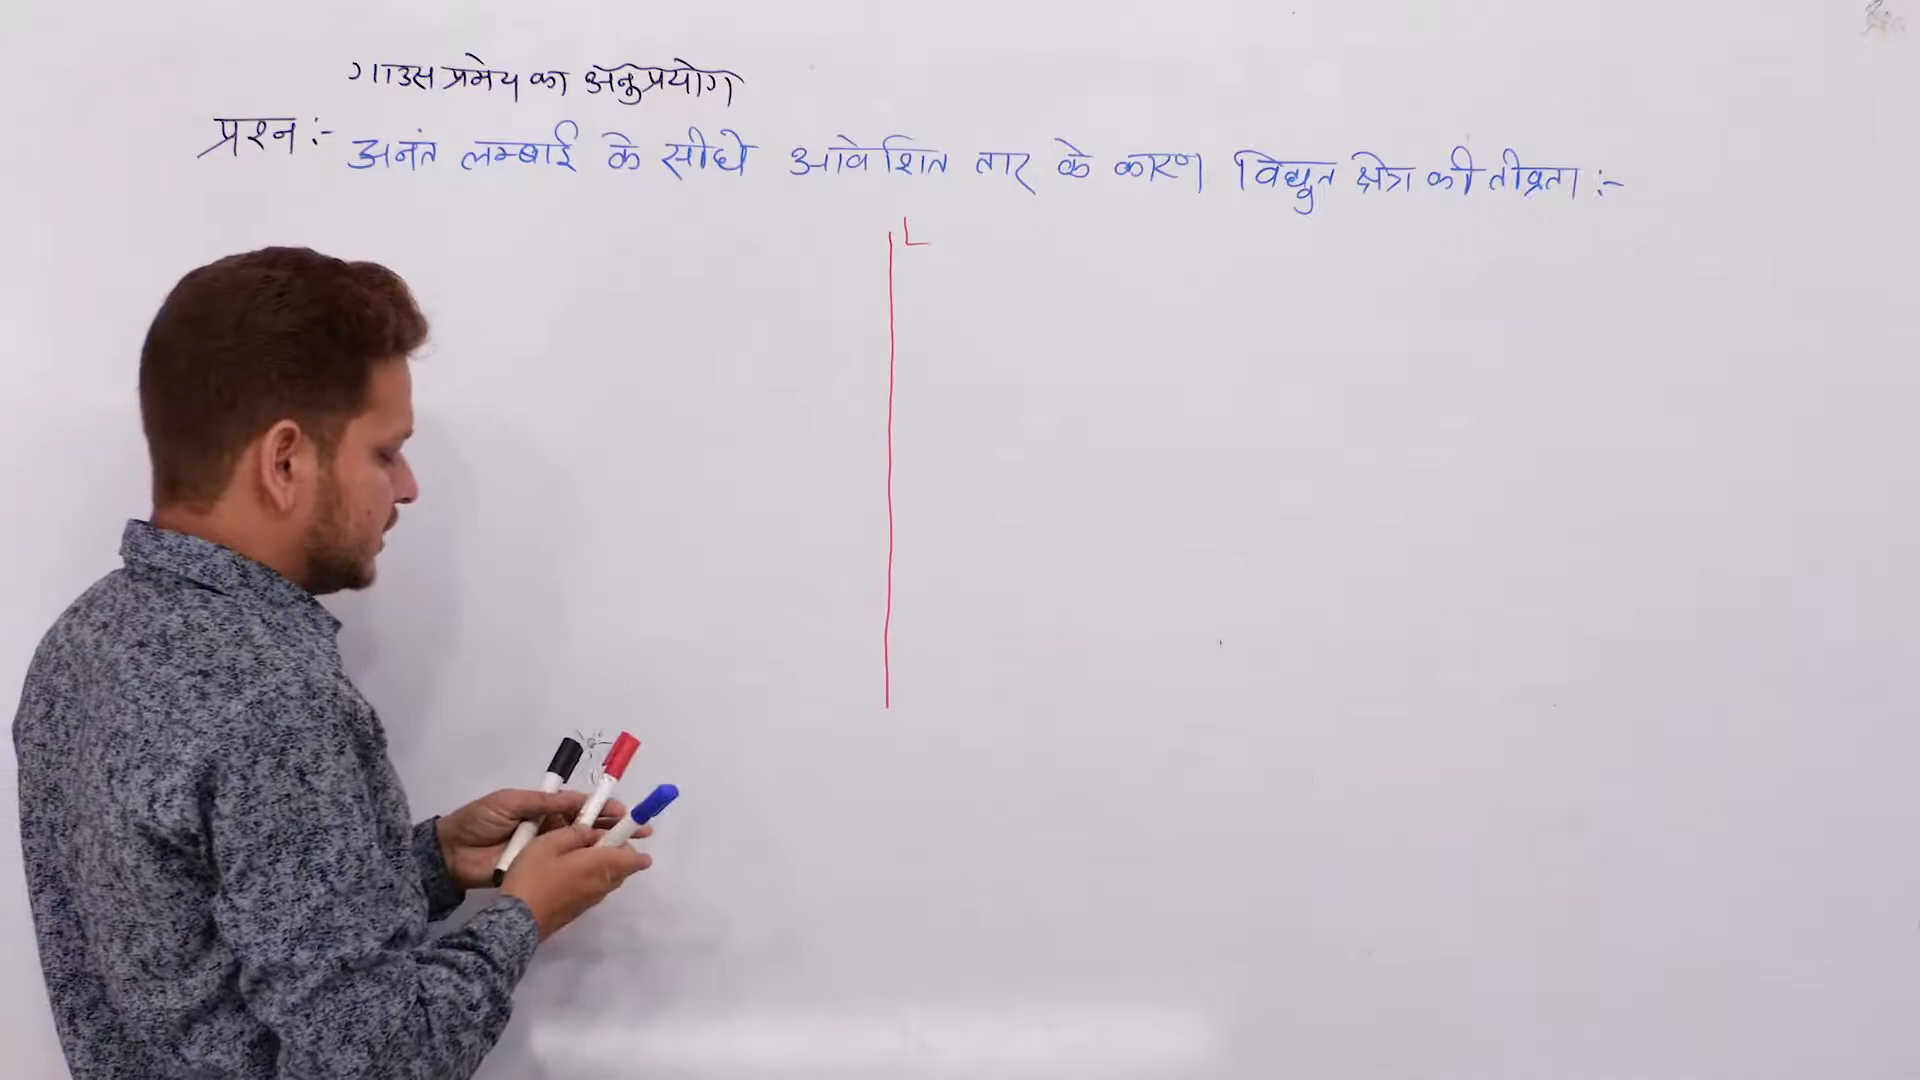 गाउस प्रमेय का अनुप्रयोग
प्रश्न :- अनंत लम्बाई के सीधे आवेशित तार के कारण विद्युत क्षेत्र की तीव्रता :-
L